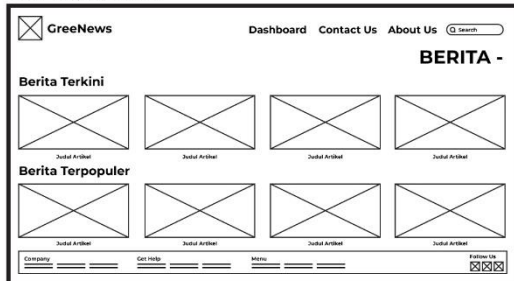 GreeNews Dashboard Contact Us About Us Search
BERITA -
Berita Terkini
Judul Artikel Judul Artikel Judul Artikel Judul Artikel
Berita Terpopuler
Judul Artikel Judul Artikel Judul Artikel Judul Artikel
Company Get Help Menu Follow Us